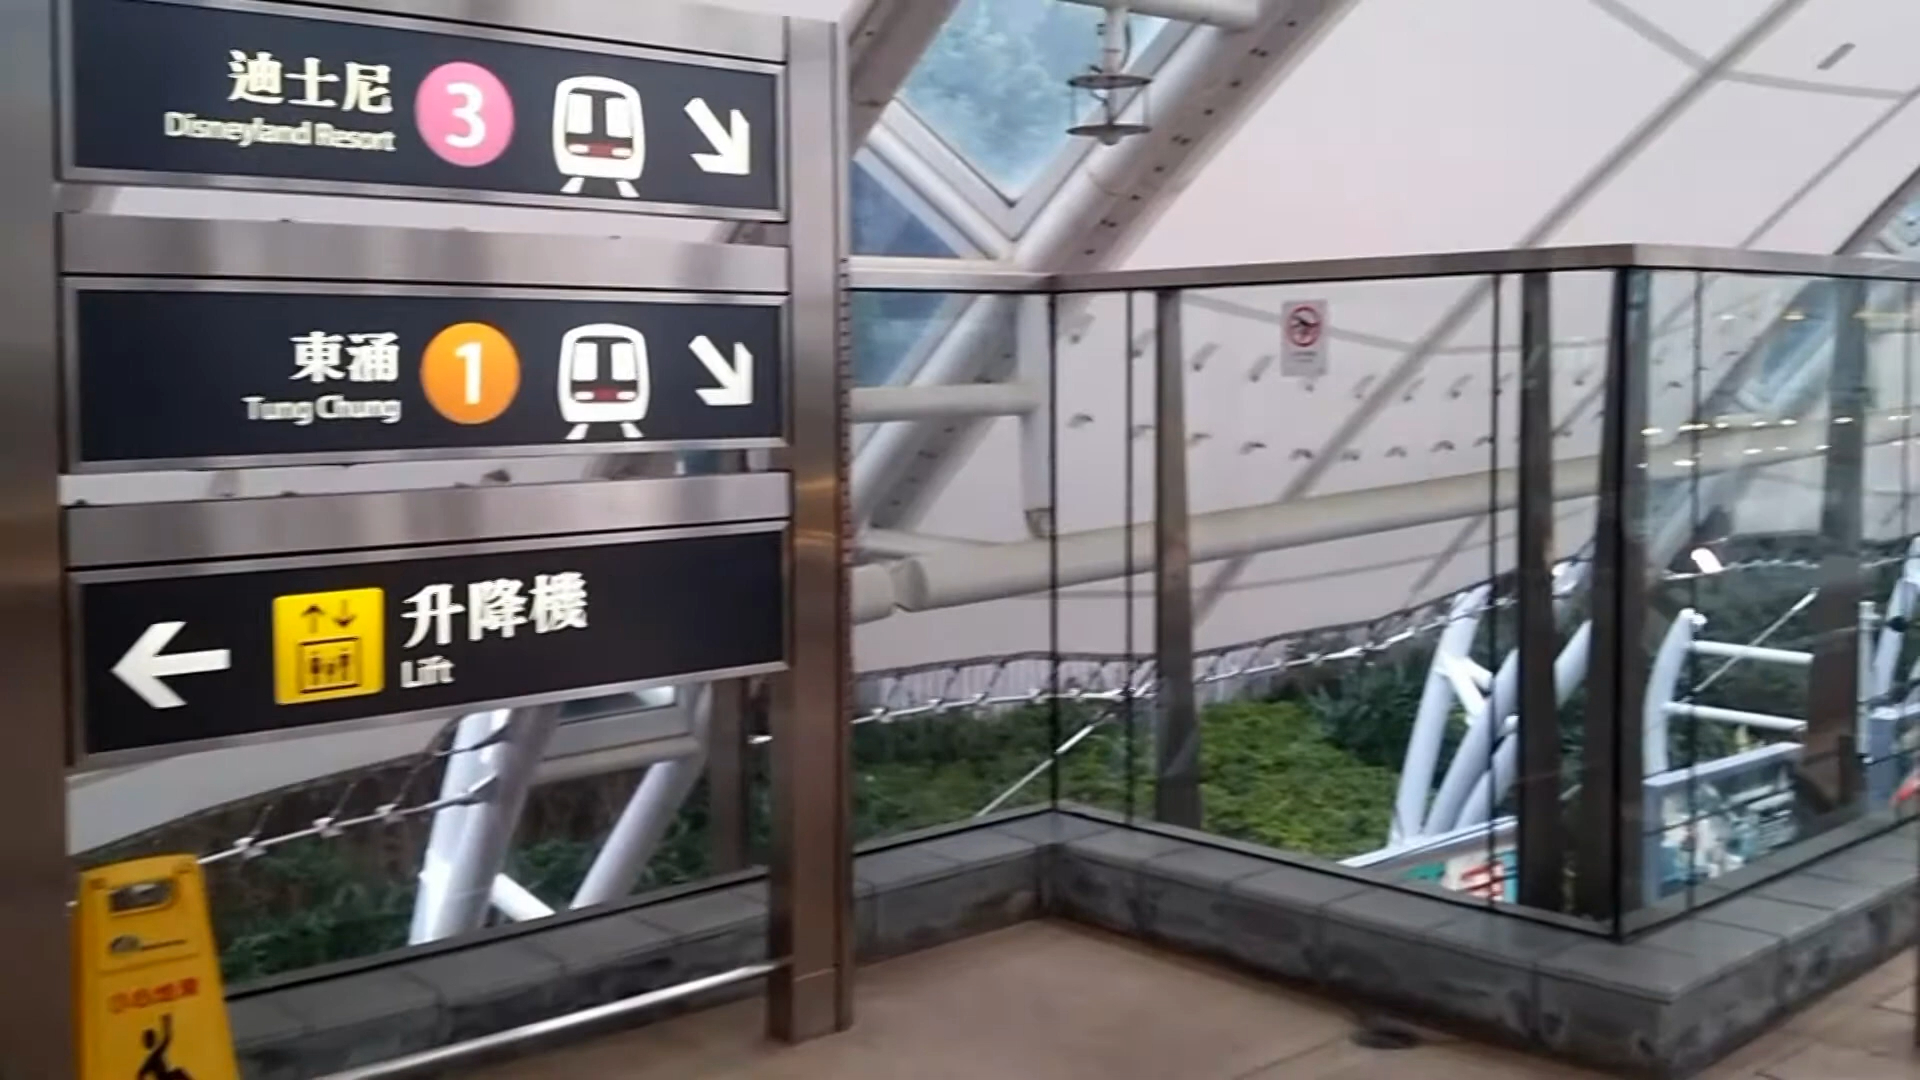 迪士尼
Disneyland Resort
3
東涌
Tung Chung
1
升降機
Lift